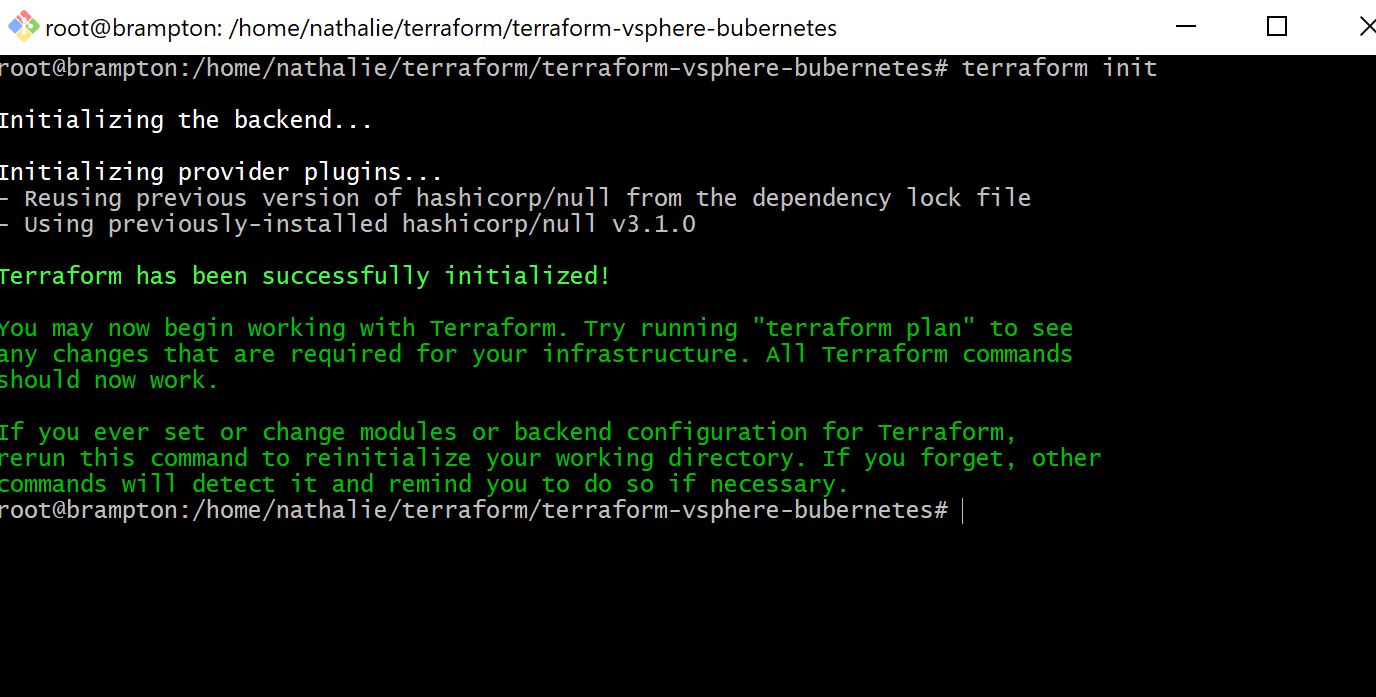 root@brampton: /home/nathalie/terraform/terraform-vsphere-bubernetes
root@brampton:/home/nathalie/terraform/terraform-vsphere-bubernetes# terraform init
Initializing the backend...
Initializing provider plugins...
- Reusing previous version of hashicorp/null from the dependency lock file
- Using previously-installed hashicorp/null v3.1.0
Terraform has been successfully initialized!
You may now begin working with Terraform. Try running "terraform plan" to see
any changes that are required for your infrastructure. All Terraform commands
should now work.
If you ever set or change modules or backend configuration for Terraform,
rerun this command to reinitialize your working directory. If you forget, other
commands will detect it and remind you to do so if necessary.
root@brampton:/home/nathalie/terraform/terraform-vsphere-bubernetes#